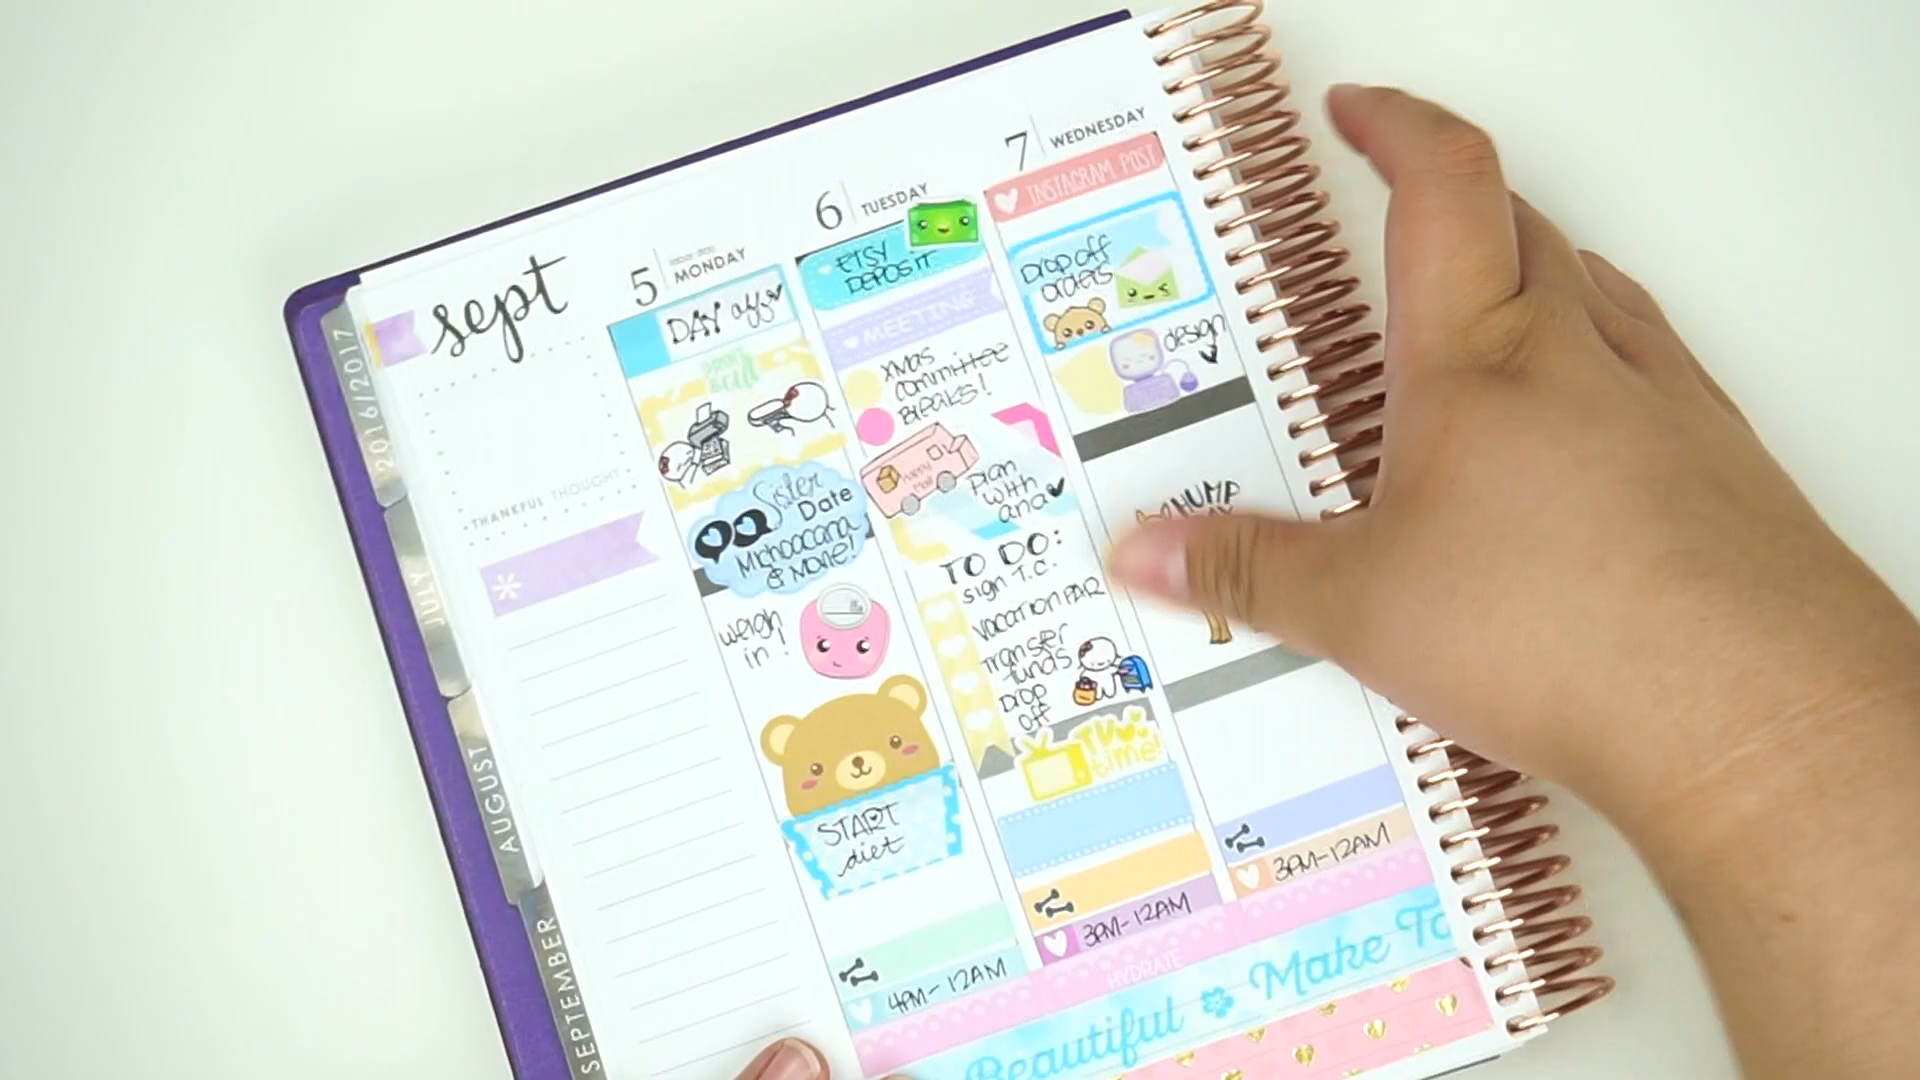 2016/2017
JULY
AUGUST
SEPTEMBER
sept
THANKFUL THOUGHT
*
5
MONDAY
DAY off
Sister
Date
Michoacana
& MORE!
weigh
in!
START
diet
4PM-12AM
6
TUESDAY
ETSY
DEPOSIT
MEETING
XMas
committee
Breaks!
Happy
Mail
Plan
with
ana
TO DO:
sign T.C.
VACATION PAR
Transfer
funds
Drop
off
TV
time!
3PM-12AM
7
WEDNESDAY
INSTAGRAM POST
Drop off
orders
design
HUMP
3PM-12AM
HYDRATE
Beautiful
Make To